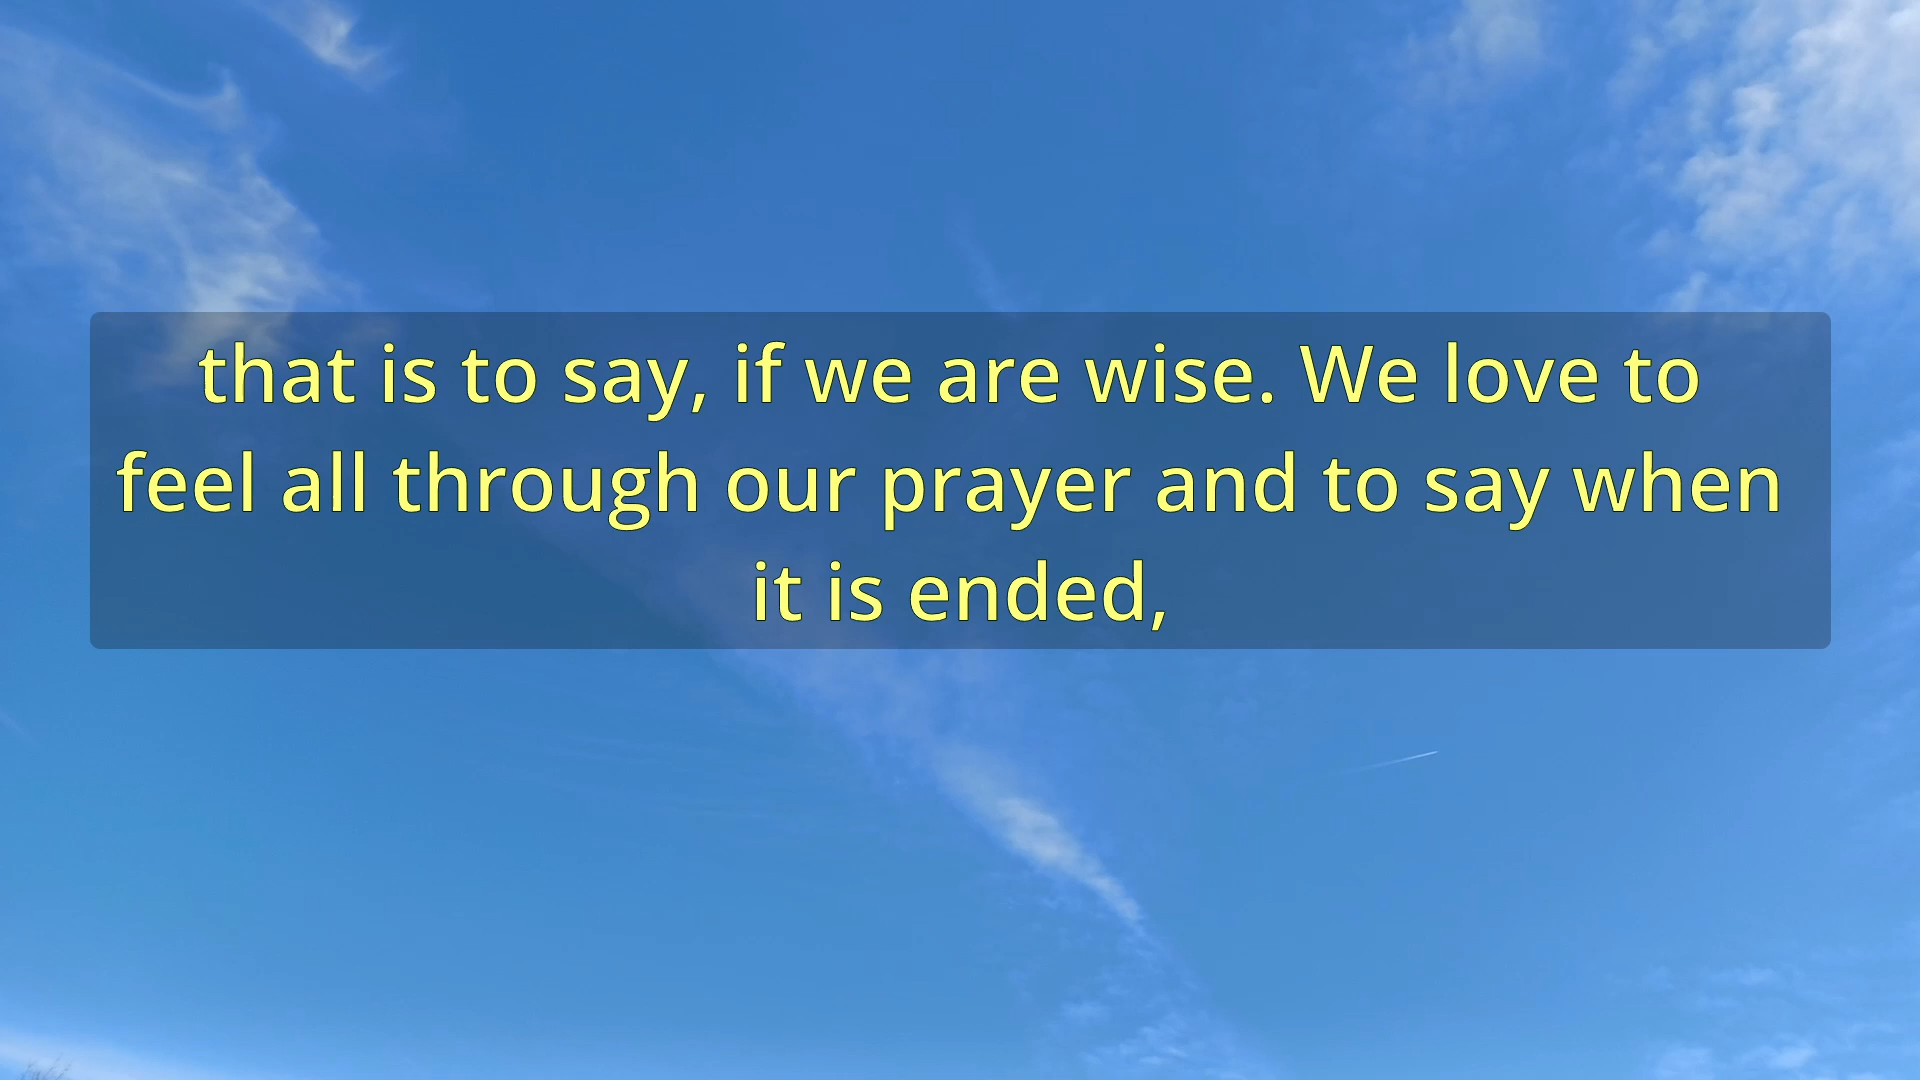 that is to say, if we are wise. We love to
feel all through our prayer and to say when
it is ended,